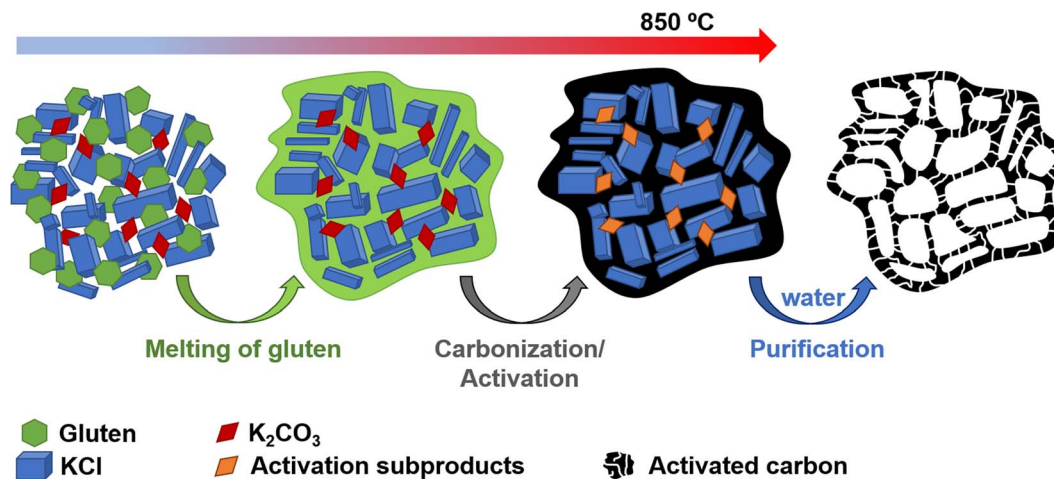 850 ºC
water
Melting of gluten
Carbonization/
Activation
Purification
Gluten
K₂CO₃
KCl
Activation subproducts
Activated carbon